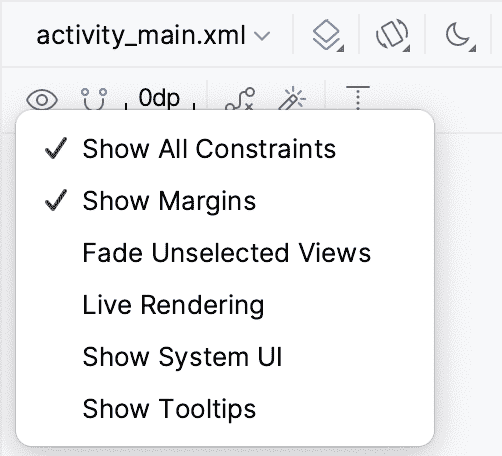 activity_main.xml
0dp
Show All Constraints
Show Margins
Fade Unselected Views
Live Rendering
Show System UI
Show Tooltips